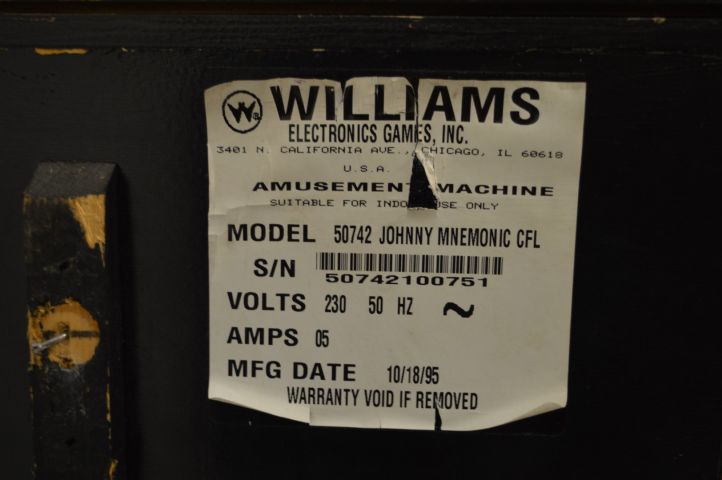 W® WILLIAMS
ELECTRONICS GAMES, INC.
3401 N. CALIFORNIA AVE., CHICAGO, IL 60618
U.S.A.
AMUSEMENT MACHINE
SUITABLE FOR INDOOR USE ONLY
MODEL 50742 JOHNNY MNEMONIC CFL
S/N
50742100751
VOLTS 230 50 HZ ~
AMPS 05
MFG DATE 10/18/95
WARRANTY VOID IF REMOVED